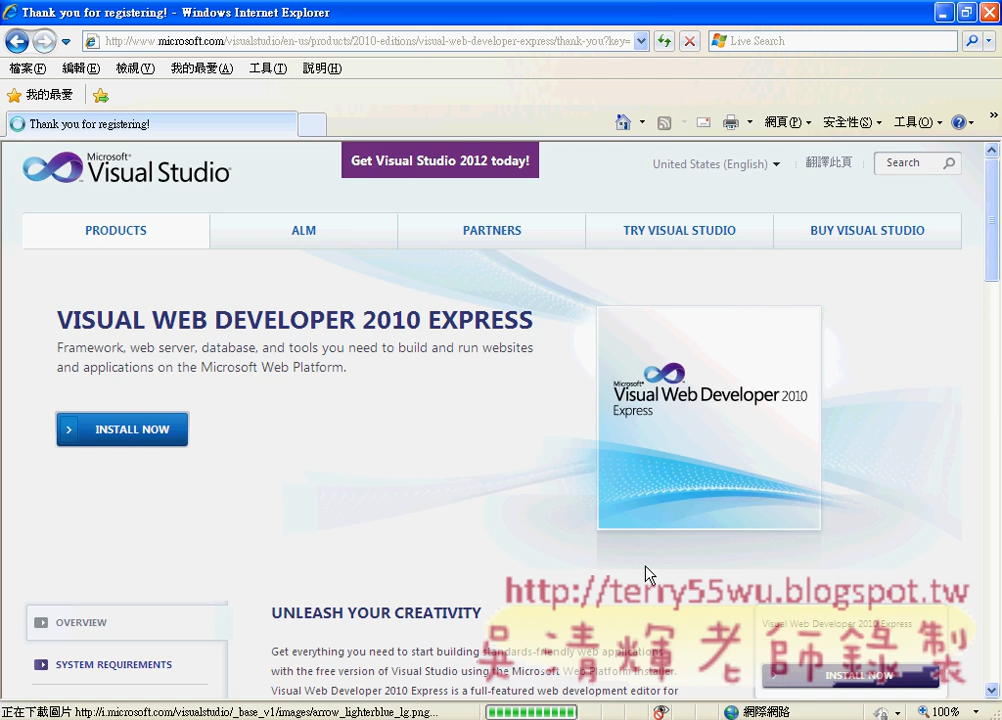 Thank you for registering! - Windows Internet Explorer
http://www.microsoft.com/visualstudio/en-us/products/2010-editions/visual-web-developer-express/thank-you?key=
Live Search
檔案(F) 編輯(E) 檢視(V) 我的最愛(A) 工具(T) 說明(H)
我的最愛
Thank you for registering!
網頁(P) 安全性(S) 工具(O)
Microsoft® Visual Studio®
Get Visual Studio 2012 today!
United States (English)
翻譯此頁
Search
PRODUCTS ALM PARTNERS TRY VISUAL STUDIO BUY VISUAL STUDIO
VISUAL WEB DEVELOPER 2010 EXPRESS
Framework, web server, database, and tools you need to build and run websites
and applications on the Microsoft Web Platform.
INSTALL NOW
Microsoft®
Visual Web Developer 2010
Express
http://terry55wu.blogspot.tw
吳清輝老師錄製
OVERVIEW
SYSTEM REQUIREMENTS
UNLEASH YOUR CREATIVITY
Get everything you need to start building standards-friendly web applications
with the free version of Visual Studio using the Microsoft Web Platform Installer.
Visual Web Developer 2010 Express is a full-featured web development editor for
Visual Web Developer 2010 Express
INSTALL NOW
正在下載圖片 http://i.microsoft.com/visualstudio/_base_v1/images/arrow_lighterblue_lg.png...
網際網路
100%